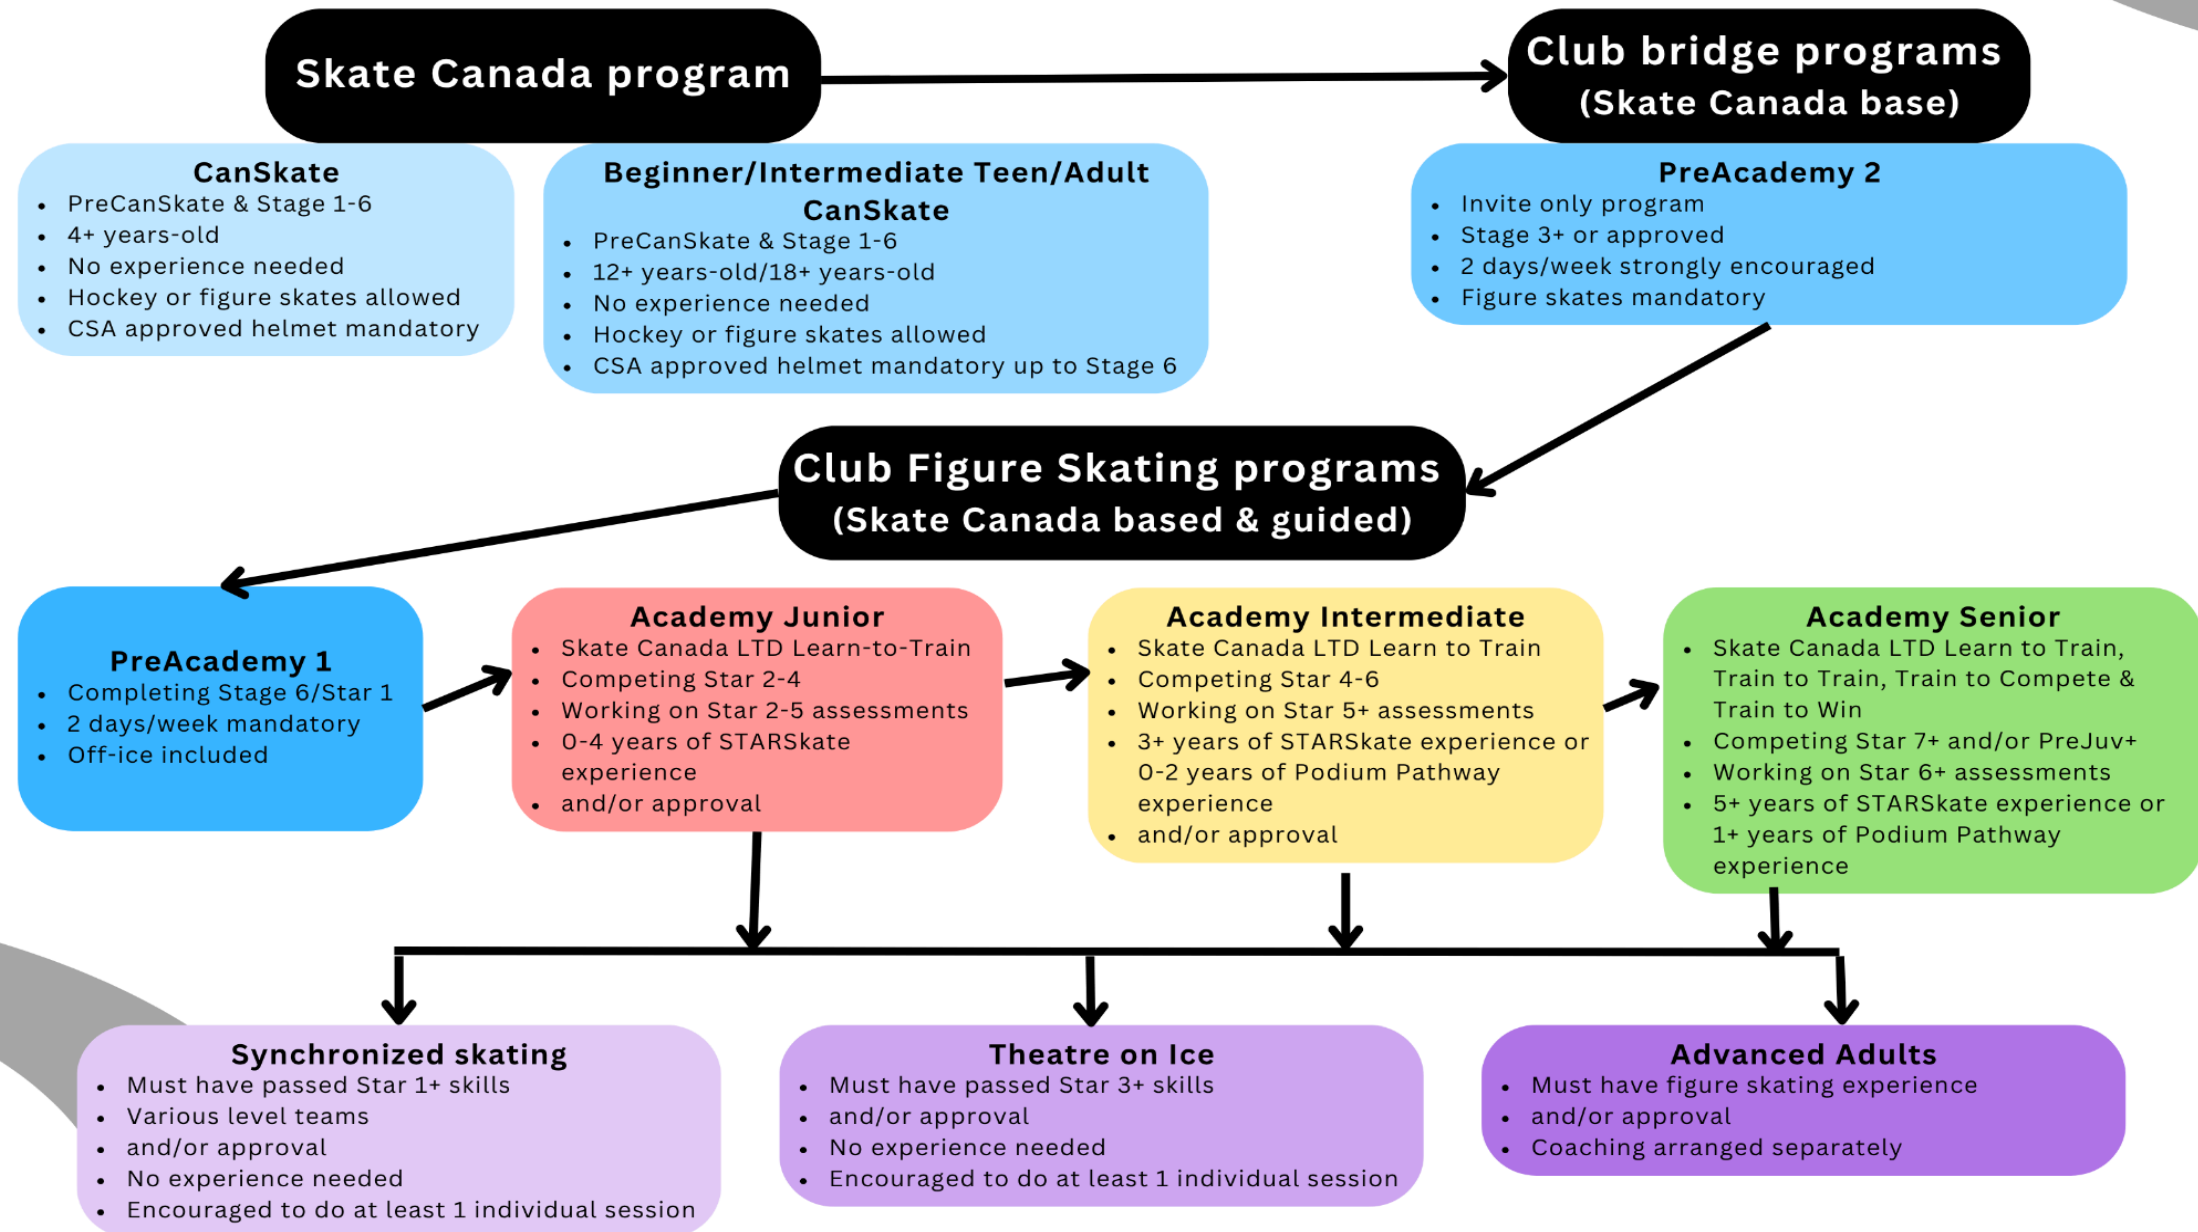 Skate Canada program
Club bridge programs
(Skate Canada base)
CanSkate
• PreCanSkate & Stage 1-6
• 4+ years-old
• No experience needed
• Hockey or figure skates allowed
• CSA approved helmet mandatory
Beginner/Intermediate Teen/Adult
CanSkate
• PreCanSkate & Stage 1-6
• 12+ years-old/18+ years-old
• No experience needed
• Hockey or figure skates allowed
• CSA approved helmet mandatory up to Stage 6
PreAcademy 2
• Invite only program
• Stage 3+ or approved
• 2 days/week strongly encouraged
• Figure skates mandatory
Club Figure Skating programs
(Skate Canada based & guided)
PreAcademy 1
• Completing Stage 6/Star 1
• 2 days/week mandatory
• Off-ice included
Academy Junior
• Skate Canada LTD Learn-to-Train
• Competing Star 2-4
• Working on Star 2-5 assessments
• 0-4 years of STARSkate
experience
• and/or approval
Academy Intermediate
• Skate Canada LTD Learn to Train
• Competing Star 4-6
• Working on Star 5+ assessments
• 3+ years of STARSkate experience or
0-2 years of Podium Pathway
experience
• and/or approval
Academy Senior
• Skate Canada LTD Learn to Train,
Train to Train, Train to Compete &
Train to Win
• Competing Star 7+ and/or PreJuv+
• Working on Star 6+ assessments
• 5+ years of STARSkate experience or
1+ years of Podium Pathway
experience
Synchronized skating
• Must have passed Star 1+ skills
• Various level teams
• and/or approval
• No experience needed
• Encouraged to do at least 1 individual session
Theatre on Ice
• Must have passed Star 3+ skills
• and/or approval
• No experience needed
• Encouraged to do at least 1 individual session
Advanced Adults
• Must have figure skating experience
• and/or approval
• Coaching arranged separately